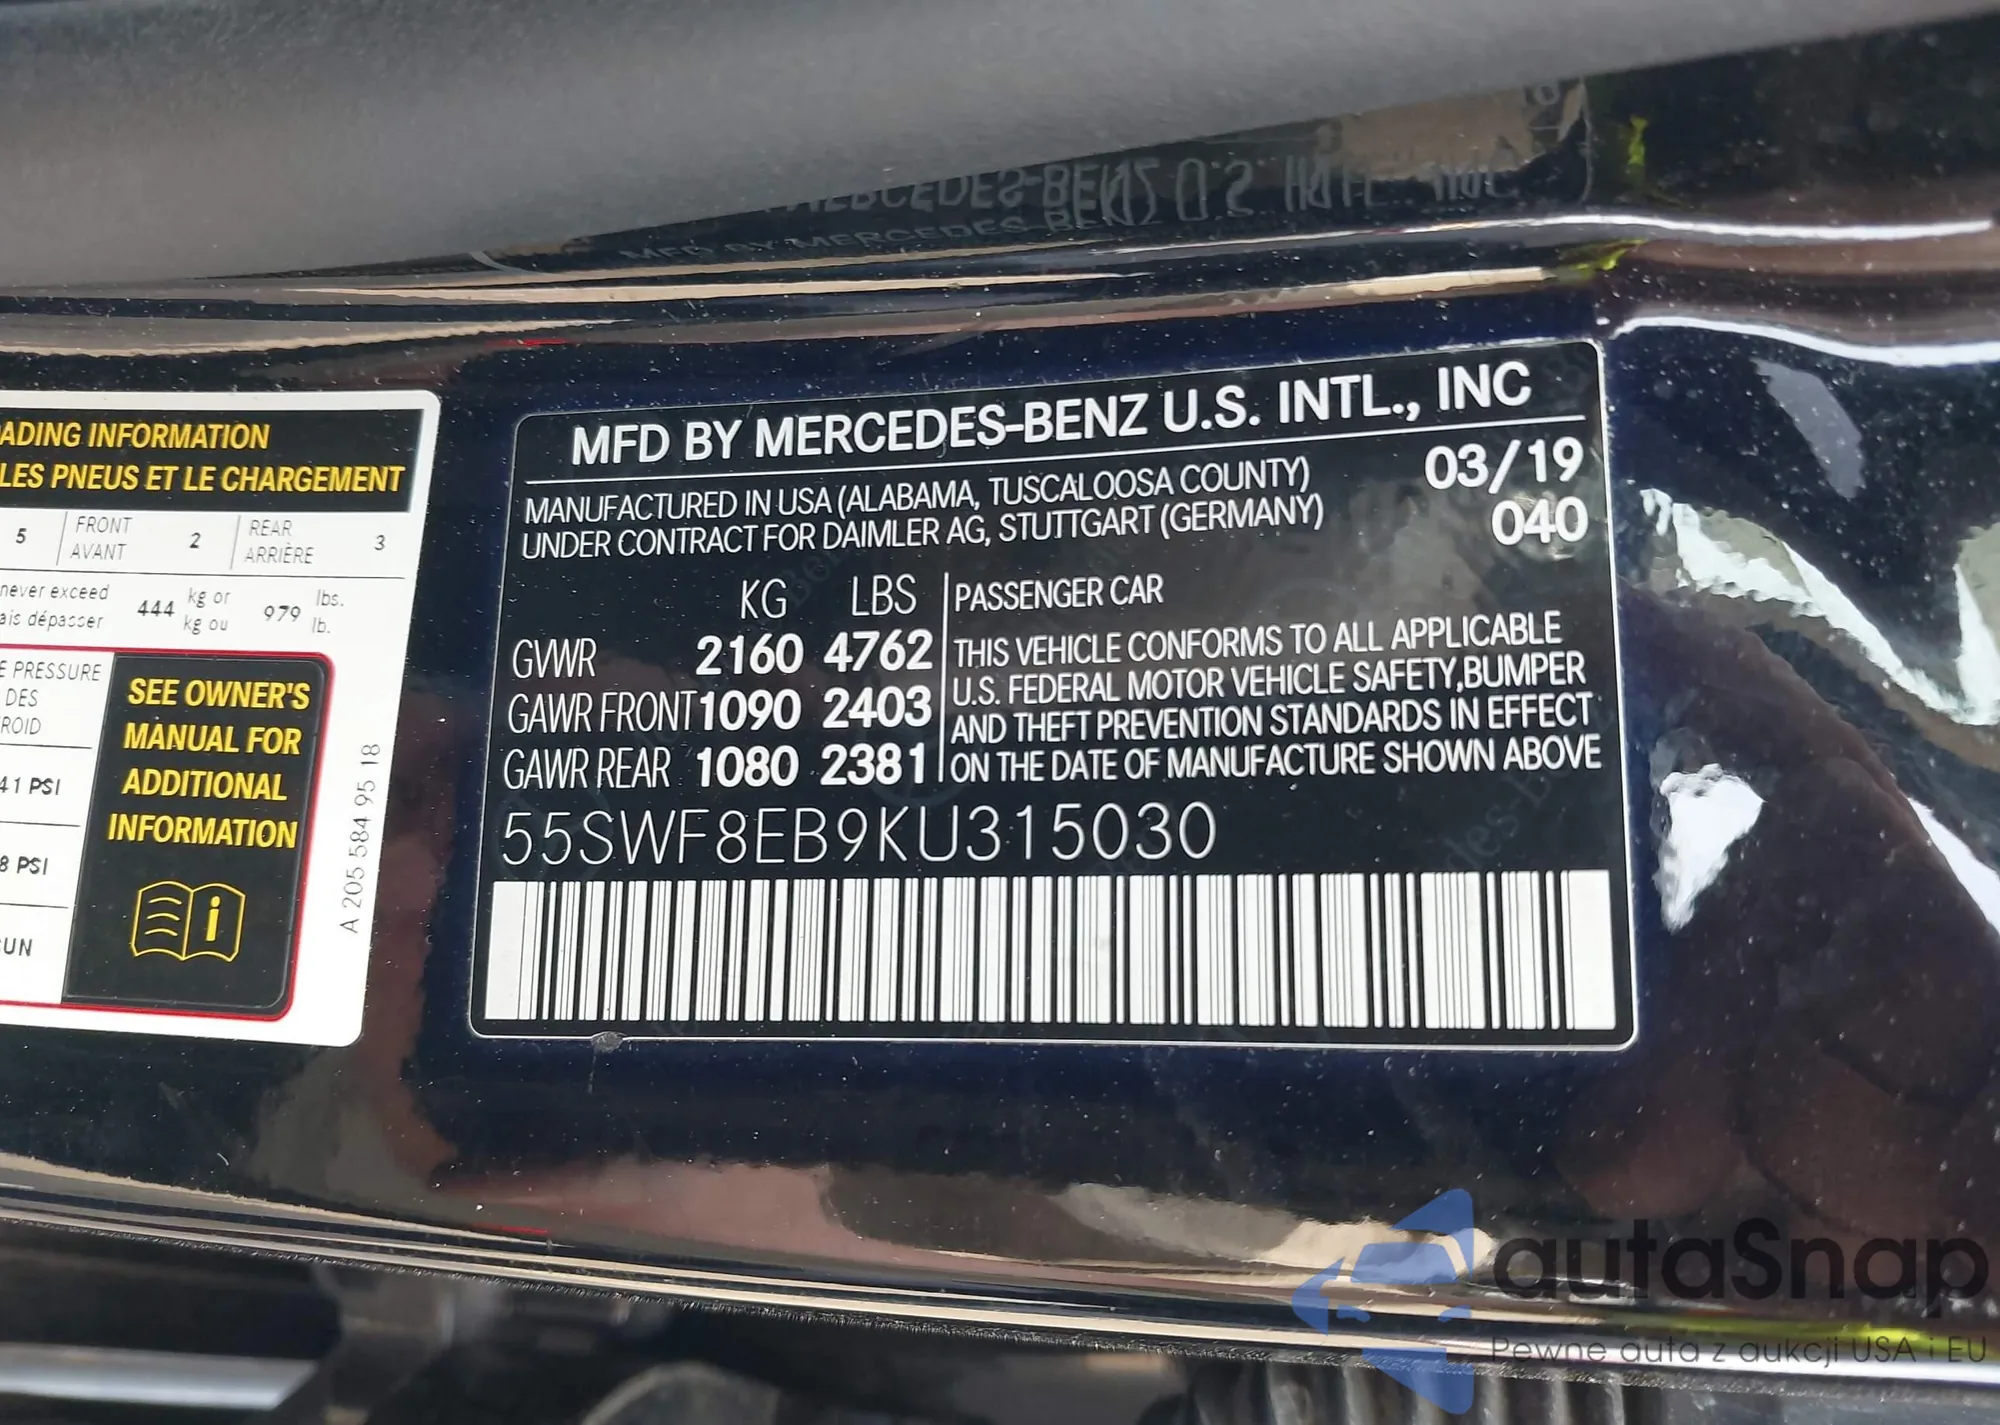 ADING INFORMATION
LES PNEUS ET LE CHARGEMENT
5 FRONT AVANT 2 REAR ARRIÈRE 3
never exceed 444 kg or 979 lbs.
ais dépasser kg ou lb.
E PRESSURE
DES
ROID
41 PSI
8 PSI
UN
SEE OWNER'S
MANUAL FOR
ADDITIONAL
INFORMATION
A 205 584 95 18
MFD BY MERCEDES-BENZ U.S. INTL., INC
MANUFACTURED IN USA (ALABAMA, TUSCALOOSA COUNTY) 03/19
UNDER CONTRACT FOR DAIMLER AG, STUTTGART (GERMANY) 040
KG LBS
GVWR 2160 4762
GAWR FRONT 1090 2403
GAWR REAR 1080 2381
PASSENGER CAR
THIS VEHICLE CONFORMS TO ALL APPLICABLE
U.S. FEDERAL MOTOR VEHICLE SAFETY,BUMPER
AND THEFT PREVENTION STANDARDS IN EFFECT
ON THE DATE OF MANUFACTURE SHOWN ABOVE
55SWF8EB9KU315030
autaSnap
Pewne auta z aukcji USA i EU